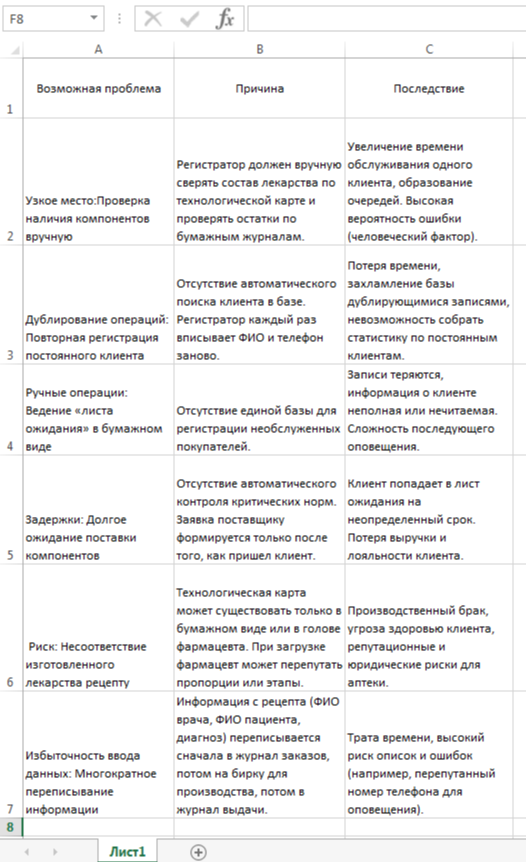 F8
fx
A
B
C
1
Возможная проблема
Причина
Последствие
2
Узкое место:Проверка
наличия компонентов
вручную
Регистратор должен вручную
сверять состав лекарства по
технологической карте и
проверять остатки по
бумажным журналам.
Увеличение времени
обслуживания одного
клиента, образование
очередей. Высокая
вероятность ошибки
(человеческий фактор).
3
Дублирование операций:
Повторная регистрация
постоянного клиента
Отсутствие автоматического
поиска клиента в базе.
Регистратор каждый раз
вписывает ФИО и телефон
заново.
Потеря времени,
захламление базы
дублирующимися записями,
невозможность собрать
статистику по постоянным
клиентам.
4
Ручные операции:
Ведение «листа
ожидания» в бумажном
виде
Отсутствие единой базы для
регистрации необслуженных
покупателей.
Записи теряются,
информация о клиенте
неполная или нечитаемая.
Сложность последующего
оповещения.
5
Задержки: Долгое
ожидание поставки
компонентов
Отсутствие автоматического
контроля критических норм.
Заявка поставщику
формируется только после
того, как пришел клиент.
Клиент попадает в лист
ожидания на
неопределенный срок.
Потеря выручки и
лояльности клиента.
6
Риск: Несоответствие
изготовленного
лекарства рецепту
Технологическая карта
может существовать только в
бумажном виде или в голове
фармацевта. При загрузке
фармацевт может перепутать
пропорции или этапы.
Производственный брак,
угроза здоровью клиента,
репутационные и
юридические риски для
аптеки.
7
Избыточность ввода
данных: Многократное
переписывание
информации
Информация с рецепта (ФИО
врача, ФИО пациента,
диагноз) переписывается
сначала в журнал заказов,
потом на бирку для
производства, потом в
журнал выдачи.
Трата времени, высокий
риск описок и ошибок
(например, перепутанный
номер телефона для
оповещения).
8
Лист1